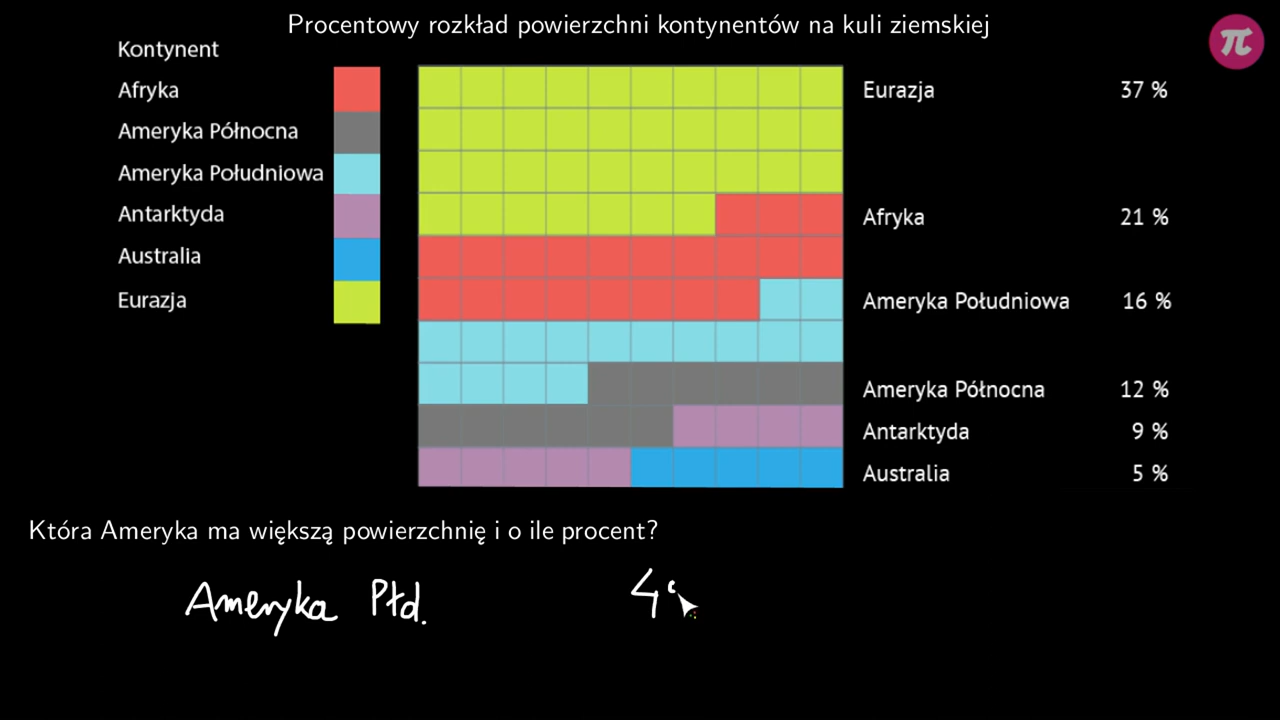 Procentowy rozkład powierzchni kontynentów na kuli ziemskiej
π
Kontynent
Afryka
Ameryka Północna
Ameryka Południowa
Antarktyda
Australia
Eurazja
Eurazja 37 %
Afryka 21 %
Ameryka Południowa 16 %
Ameryka Północna 12 %
Antarktyda 9 %
Australia 5 %
Która Ameryka ma większą powierzchnię i o ile procent?
Ameryka Płd. 4